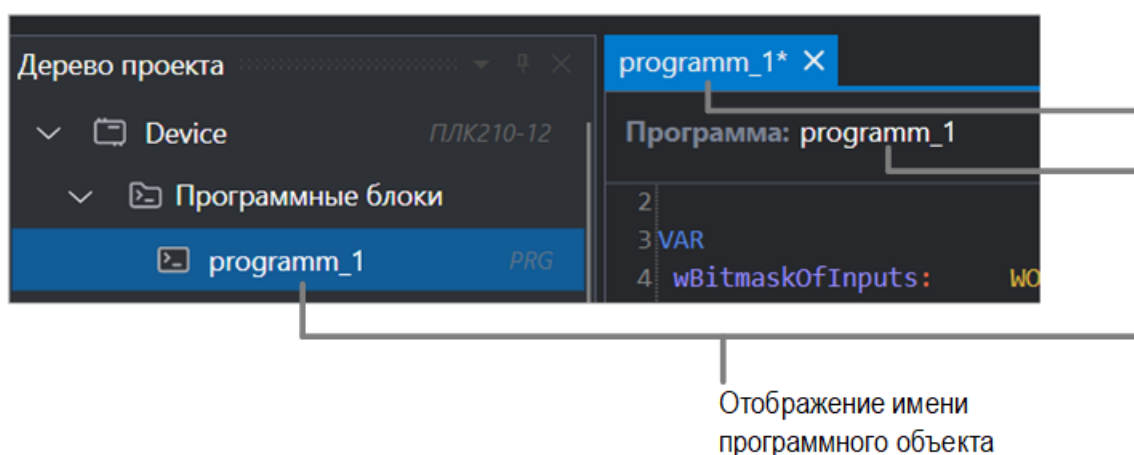 Дерево проекта
Device ПЛК210-12
Программные блоки
programm_1 PRG
programm_1*
Программа: programm_1
2
3 VAR
4 wBitmaskOfInputs: WO
Отображение имени
программного объекта